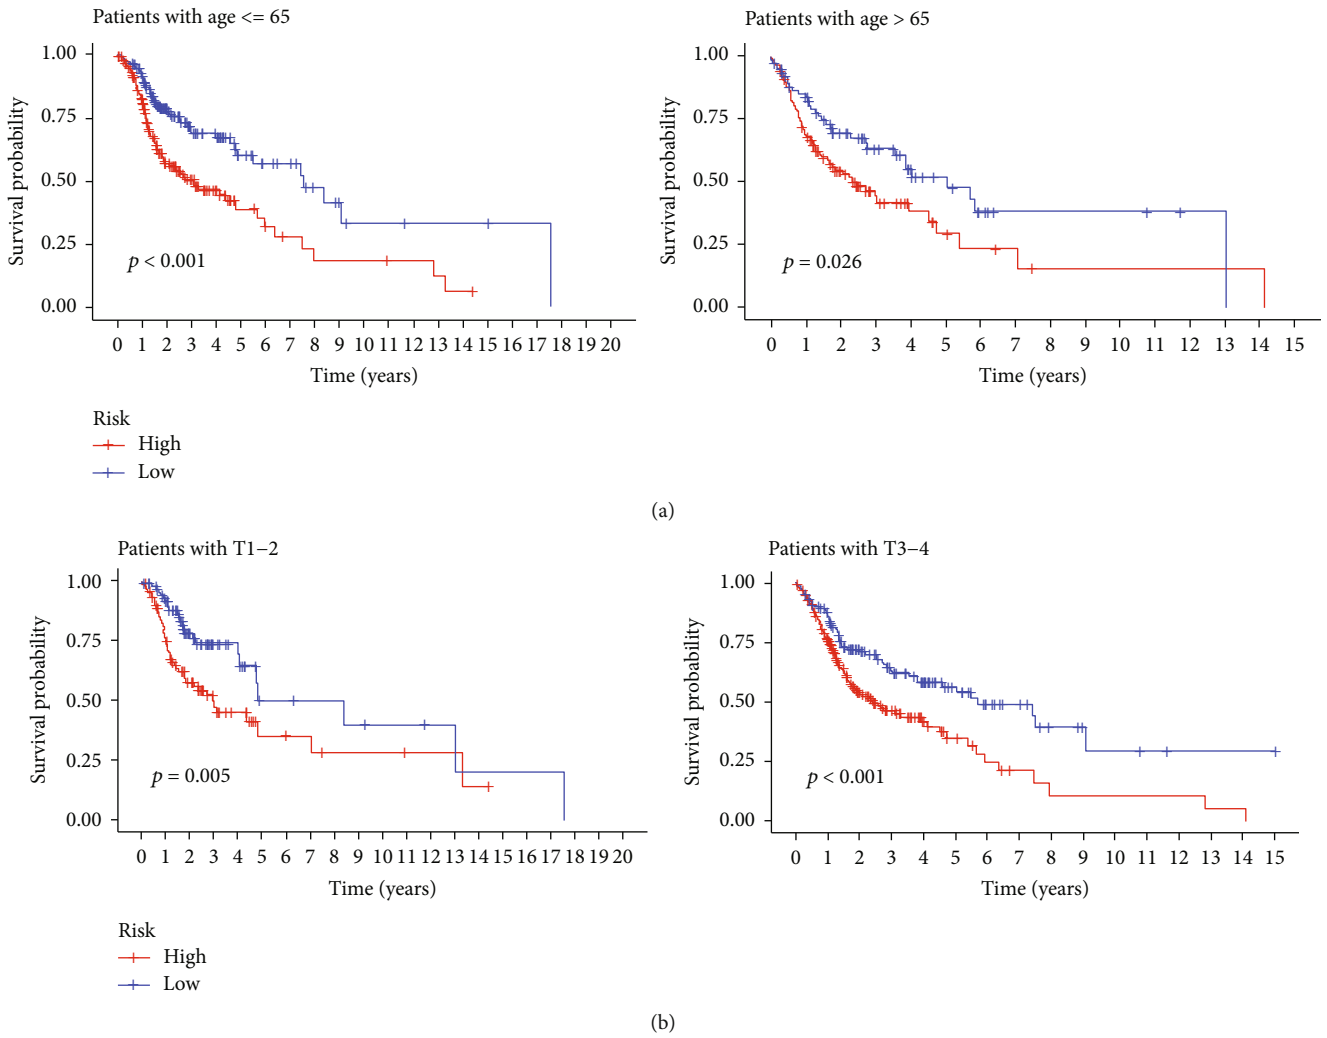 Patients with age <= 65
1.00
0.75
0.50
0.25
0.00
Survival probability
p < 0.001
0 1 2 3 4 5 6 7 8 9 10 11 12 13 14 15 16 17 18 19 20
Time (years)
Patients with age > 65
1.00
0.75
0.50
0.25
0.00
Survival probability
p = 0.026
0 1 2 3 4 5 6 7 8 9 10 11 12 13 14 15
Time (years)
Risk
High
Low
(a)
Patients with T1−2
1.00
0.75
0.50
0.25
0.00
Survival probability
p = 0.005
0 1 2 3 4 5 6 7 8 9 10 11 12 13 14 15 16 17 18 19 20
Time (years)
Patients with T3−4
1.00
0.75
0.50
0.25
0.00
Survival probability
p < 0.001
0 1 2 3 4 5 6 7 8 9 10 11 12 13 14 15
Time (years)
Risk
High
Low
(b)